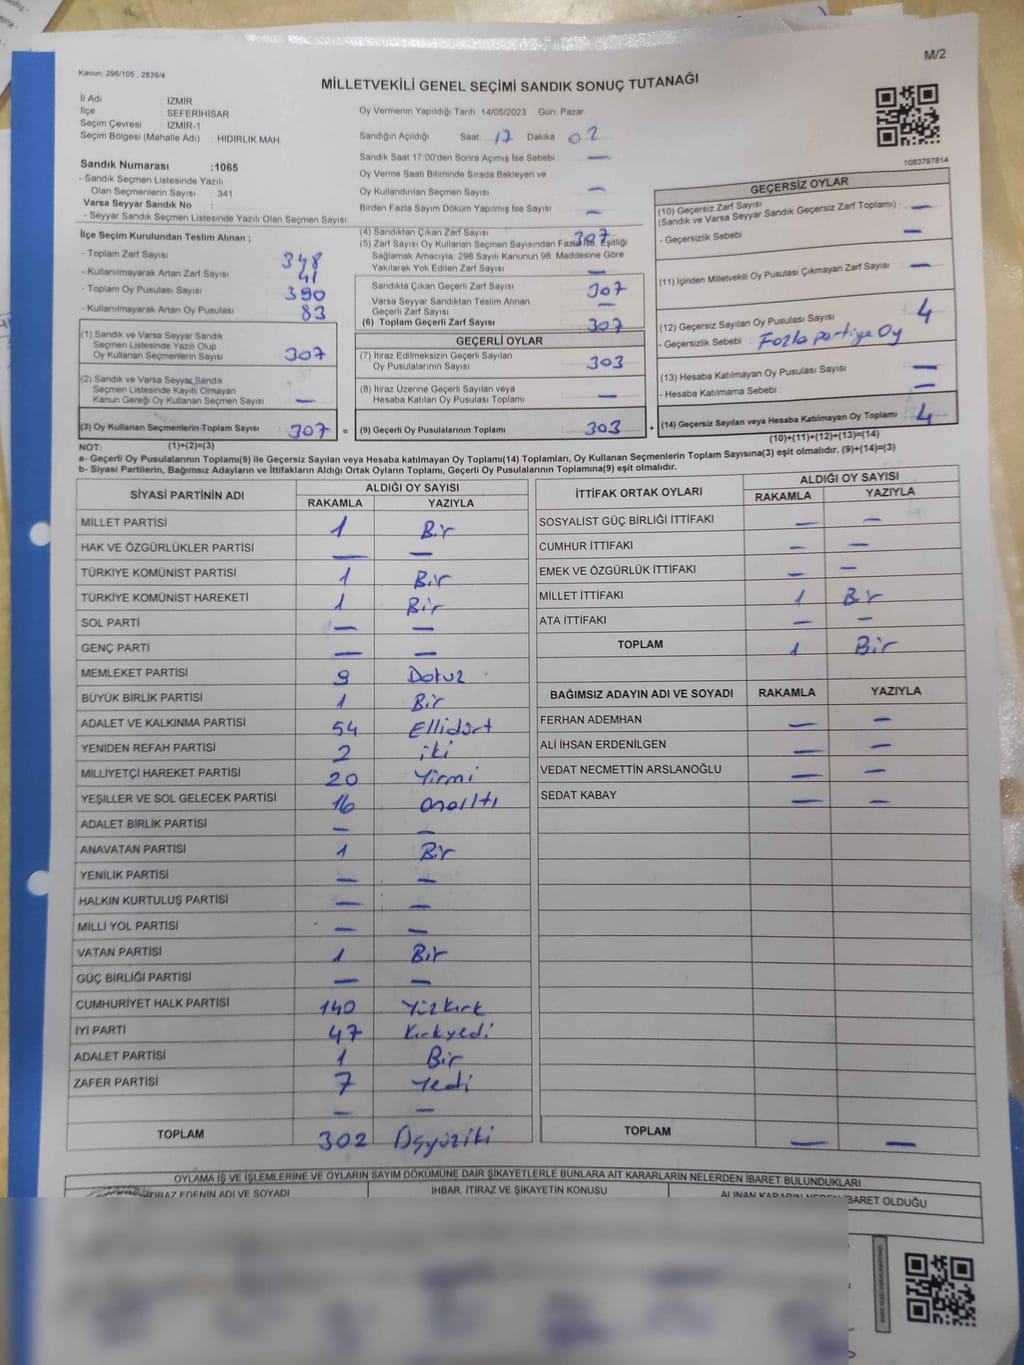 M/2
Kanun: 298/105 , 2839/4
MİLLETVEKİLİ GENEL SEÇİMİ SANDIK SONUÇ TUTANAĞI
İl Adı : İZMİR
İlçe : SEFERİHİSAR
Seçim Çevresi : İZMİR-1
Seçim Bölgesi (Mahalle Adı) : HIDIRLIK MAH
Sandık Numarası :1065
- Sandık Seçmen Listesinde Yazılı
Olan Seçmenlerin Sayısı : 341
Varsa Seyyar Sandık No :
- Seyyar Sandık Seçmen Listesinde Yazılı Olan Seçmen Sayısı
Oy Vermenin Yapıldığı Tarih 14/05/2023 Gün: Pazar
Sandığın Açıldığı Saat 17 Dakika 02
Sandık Saat 17:00'den Sonra Açımış İse Sebebi —
Oy Verme Saati Bitiminde Sırada Bekleyen ve
Oy Kullandırılan Seçmen Sayısı —
Birden Fazla Sayım Döküm Yapılmış İse Sayısı —
1083797814
İlçe Seçim Kurulundan Teslim Alınan :
- Toplam Zarf Sayısı 348
- Kullanılmayarak Artan Zarf Sayısı 41
- Toplam Oy Pusulası Sayısı 390
- Kullanılmayarak Artan Oy Pusulası 83
(1) Sandık ve Varsa Seyyar Sandık
Seçmen Listesinde Yazılı Olup
Oy Kullanan Seçmenlerin Sayısı : 307
(2) Sandık ve Varsa Seyyar Sandık
Seçmen Listesinde Kayıtlı Olmayan
Kanun Gereği Oy Kullanan Seçmen Sayısı : —
(3) Oy Kullanan Seçmenlerin Toplam Sayısı : 307 =
(4) Sandıktan Çıkan Zarf Sayısı 307
(5) Zarf Sayısı Oy Kullanan Seçmen Sayısından Fazla İse, Eşitliği
Sağlamak Amacıyla, 298 Sayılı Kanunun 98. Maddesine Göre
Yakılarak Yok Edilen Zarf Sayısı : —
Sandıkta Çıkan Geçerli Zarf Sayısı 307
Varsa Seyyar Sandıktan Teslim Alınan
Geçerli Zarf Sayısı : —
(6) Toplam Geçerli Zarf Sayısı : 307
GEÇERLİ OYLAR
(7) İtiraz Edilmeksizin Geçerli Sayılan
Oy Pusulalarının Sayısı : 303
(8) İtiraz Üzerine Geçerli Sayılan veya
Hesaba Katılan Oy Pusulası Toplamı : —
(9) Geçerli Oy Pusulalarının Toplamı : 303 +
GEÇERSİZ OYLAR
(10) Geçersiz Zarf Sayısı
(Sandık ve Varsa Seyyar Sandık Geçersiz Zarf Toplamı) : —
- Geçersizlik Sebebi : —
(11) İçinden Milletvekili Oy Pusulası Çıkmayan Zarf Sayısı : —
(12) Geçersiz Sayılan Oy Pusulası Sayısı : 4
- Geçersizlik Sebebi : Fazla partiye oy
(13) Hesaba Katılmayan Oy Pusulası Sayısı : —
- Hesaba Katılmama Sebebi : —
(14) Geçersiz Sayılan veya Hesaba Katılmayan Oy Toplamı : 4
NOT: (1)+(2)=(3) (10)+(11)+(12)+(13)=(14)
a- Geçerli Oy Pusulalarının Toplamı(9) ile Geçersiz Sayılan veya Hesaba katılmayan Oy Toplamı(14) Toplamları, Oy Kullanan Seçmenlerin Toplam Sayısına(3) eşit olmalıdır. (9)+(14)=(3)
b- Siyasi Partilerin, Bağımsız Adayların ve İttifakların Aldığı Ortak Oyların Toplamı, Geçerli Oy Pusulalarının Toplamına(9) eşit olmalıdır.
SİYASİ PARTİNİN ADI ALDIĞI OY SAYISI
RAKAMLA YAZIYLA
MİLLET PARTİSİ 1 Bir
HAK VE ÖZGÜRLÜKLER PARTİSİ — —
TÜRKİYE KOMÜNİST PARTİSİ 1 Bir
TÜRKİYE KOMÜNİST HAREKETİ 1 Bir
SOL PARTİ — —
GENÇ PARTİ — —
MEMLEKET PARTİSİ 9 Dokuz
BÜYÜK BİRLİK PARTİSİ 1 Bir
ADALET VE KALKINMA PARTİSİ 54 Ellidört
YENİDEN REFAH PARTİSİ 2 iki
MİLLİYETÇİ HAREKET PARTİSİ 20 Yirmi
YEŞİLLER VE SOL GELECEK PARTİSİ 16 onaltı
ADALET BİRLİK PARTİSİ — —
ANAVATAN PARTİSİ 1 Bir
YENİLİK PARTİSİ — —
HALKIN KURTULUŞ PARTİSİ — —
MİLLİ YOL PARTİSİ — —
VATAN PARTİSİ 1 Bir
GÜÇ BİRLİĞİ PARTİSİ — —
CUMHURİYET HALK PARTİSİ 140 Yüzkırk
İYİ PARTİ 47 Kırkyedi
ADALET PARTİSİ 1 Bir
ZAFER PARTİSİ 7 Yedi
— —
TOPLAM 302 Üçyüziki
İTTİFAK ORTAK OYLARI ALDIĞI OY SAYISI
RAKAMLA YAZIYLA
SOSYALİST GÜÇ BİRLİĞİ İTTİFAKI — —
CUMHUR İTTİFAKI — —
EMEK VE ÖZGÜRLÜK İTTİFAKI — —
MİLLET İTTİFAKI 1 Bir
ATA İTTİFAKI — —
TOPLAM 1 Bir
BAĞIMSIZ ADAYIN ADI VE SOYADI RAKAMLA YAZIYLA
FERHAN ADEMHAN — —
ALİ İHSAN ERDENİLGEN — —
VEDAT NECMETTİN ARSLANOĞLU — —
SEDAT KABAY — —
TOPLAM — —
OYLAMA İŞ VE İŞLEMLERİNE VE OYLARIN SAYIM DÖKÜMÜNE DAİR ŞİKAYETLERLE BUNLARA AİT KARARLARIN NELERDEN İBARET BULUNDUKLARI
İTİRAZ EDENİN ADI VE SOYADI İHBAR, İTİRAZ VE ŞİKAYETİN KONUSU ALINAN KARARIN NEDEN İBARET OLDUĞU